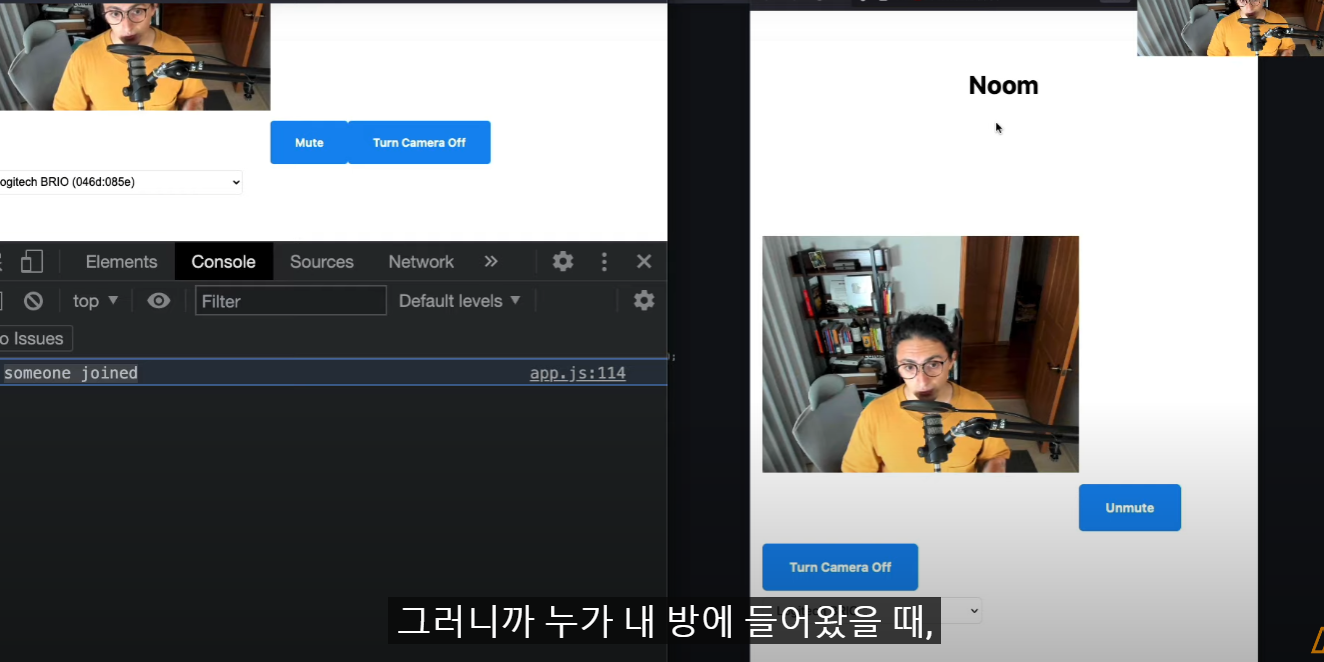 Mute
Turn Camera Off
ogitech BRIO (046d:085e)
Elements
Console
Sources
Network
top
Filter
Default levels
o Issues
someone joined
app.js:114
Noom
Unmute
Turn Camera Off
그러니까 누가 내 방에 들어왔을 때,